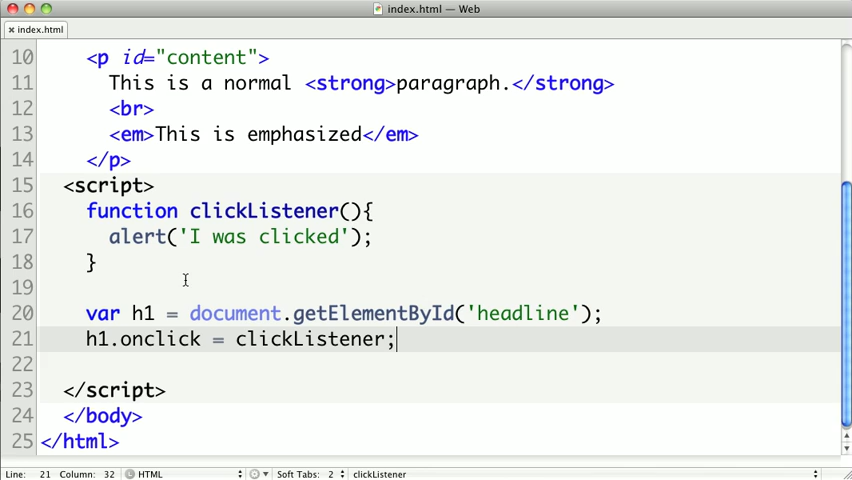 index.html — Web
index.html
10 <p id="content">
11 This is a normal <strong>paragraph.</strong>
12 <br>
13 <em>This is emphasized</em>
14 </p>
15 <script>
16 function clickListener(){
17 alert('I was clicked');
18 }
19
20 var h1 = document.getElementById('headline');
21 h1.onclick = clickListener;
22
23 </script>
24 </body>
25 </html>
Line: 21 Column: 32 HTML Soft Tabs: 2 clickListener